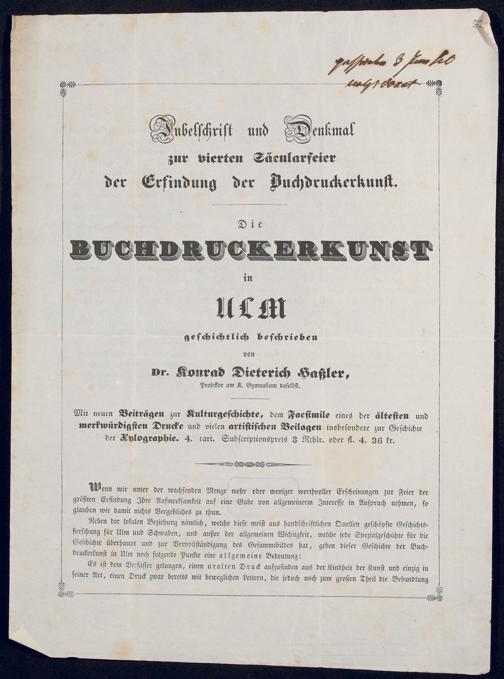 Jubelschrift und Denkmal
zur vierten Säcularfeier
der Erfindung der Buchdruckerkunst.
Die
BUCHDRUCKERKUNST
in
ULM
geschichtlich beschrieben
von
Dr. Konrad Dieterich Haßler,
Professor am K. Gymnasium daselbst.
Mit neuen Beiträgen zur Kulturgeschichte, dem Facsimile eines der ältesten und
merkwürdigsten Drucke und vielen artistischen Beilagen insbesondere zur Geschichte
der Xylographie. 4. cart. Subscriptionspreis 3 Rthlr. oder fl. 4. 36 kr.
Wenn wir unter der wachsenden Menge mehr oder weniger werthvoller Erscheinungen zur Feier der
größten Erfindung Ihre Aufmerksamkeit auf eine Gabe von allgemeinerm Interesse in Anspruch nehmen, so
glauben wir damit nichts Vergebliches zu thun.
Neben der lokalen Beziehung nämlich, welche diese meist aus handschriftlichen Quellen geschöpfte Geschichts-
forschung für Ulm und Schwaben, und außer der allgemeinen Wichtigkeit, welche jede Spezialgeschichte für die
Geschichte überhaupt und zur Vervollständigung des Gesammtbildes hat, geben dieser Geschichte der Buch-
druckerkunst in Ulm noch folgende Punkte eine allgemeine Bedeutung:
Es ist dem Verfasser gelungen, einen uralten Druck aufzufinden aus der Kindheit der Kunst und einzig in
seiner Art, einen Druck zwar bereits mit beweglichen Lettern, die jedoch noch zum großen Theil die Behandlung